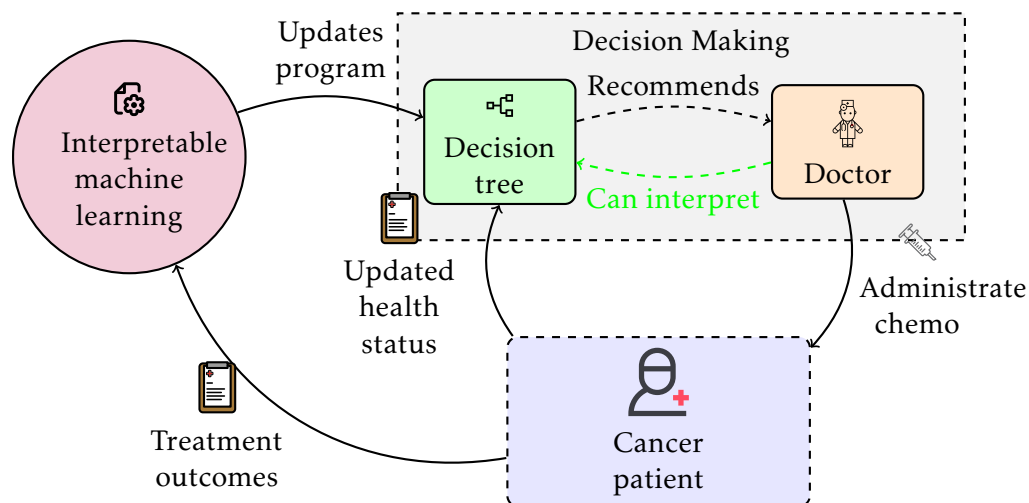 Updates
program
Decision Making
Recommends
Interpretable
machine
learning
Decision
tree
Doctor
Can interpret
Updated
health
status
Administrate
chemo
Treatment
outcomes
Cancer
patient